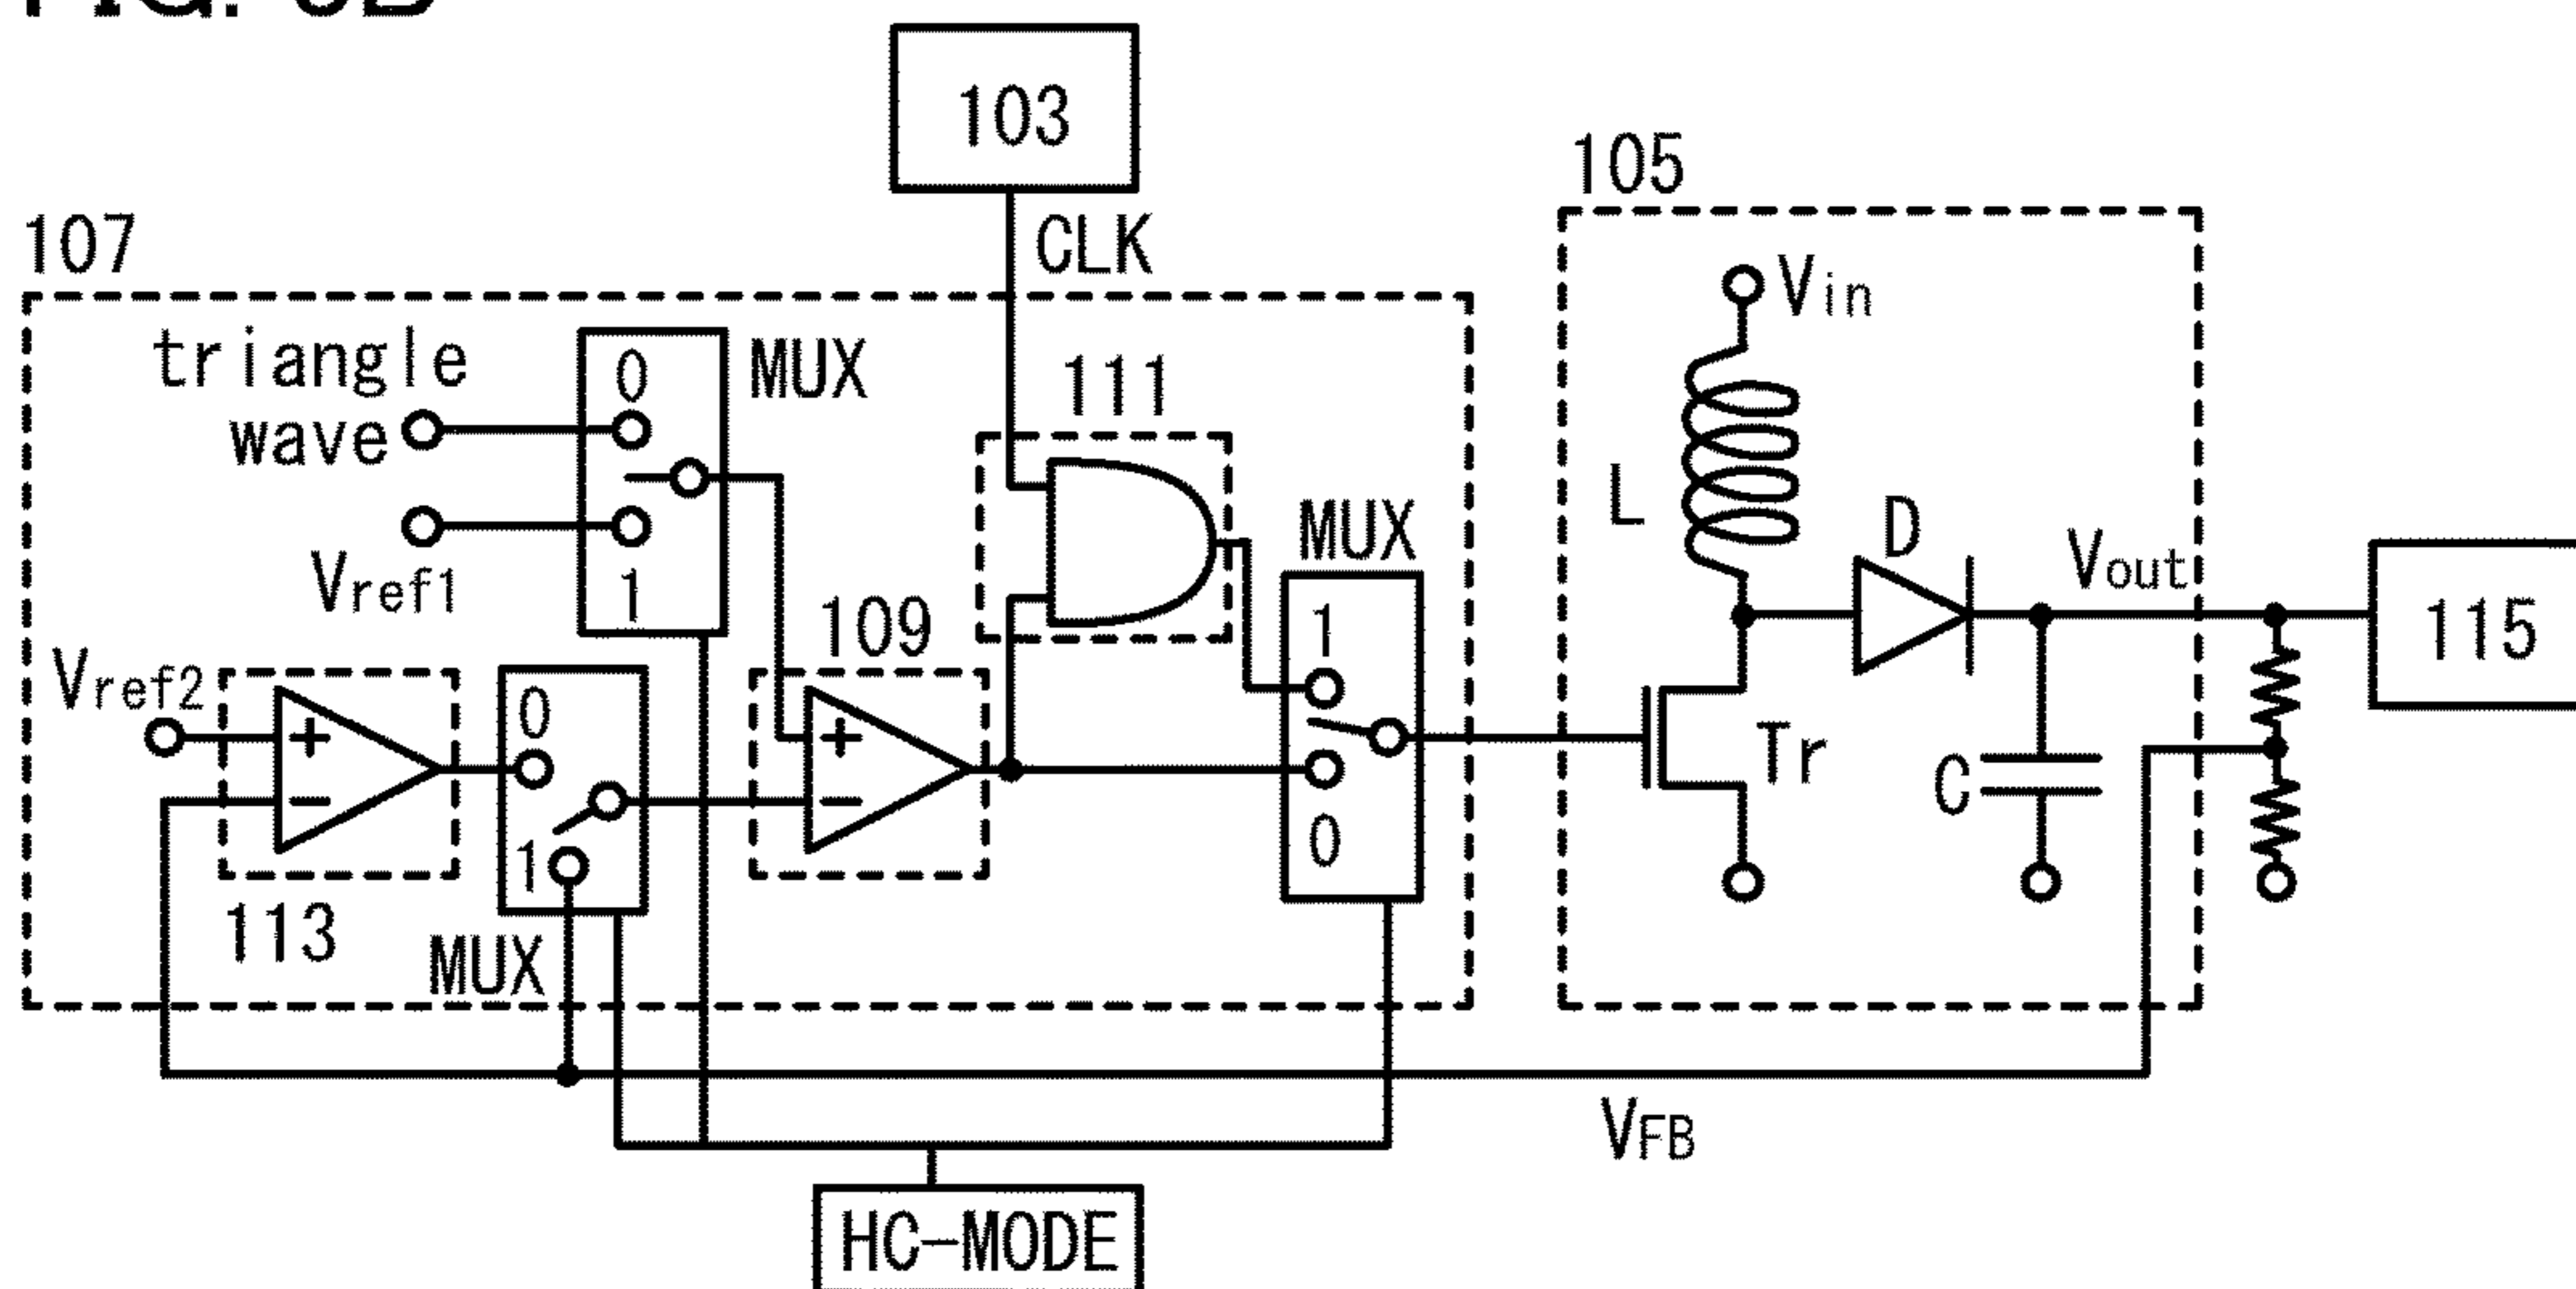 103
105
107
CLK
Vin
triangle
wave
0
MUX
111
L
D
MUX
Vref1
1
Vout
109
1
115
Vref2
0
+
+
Tr
C
−
−
1
0
113
MUX
VFB
HC-MODE